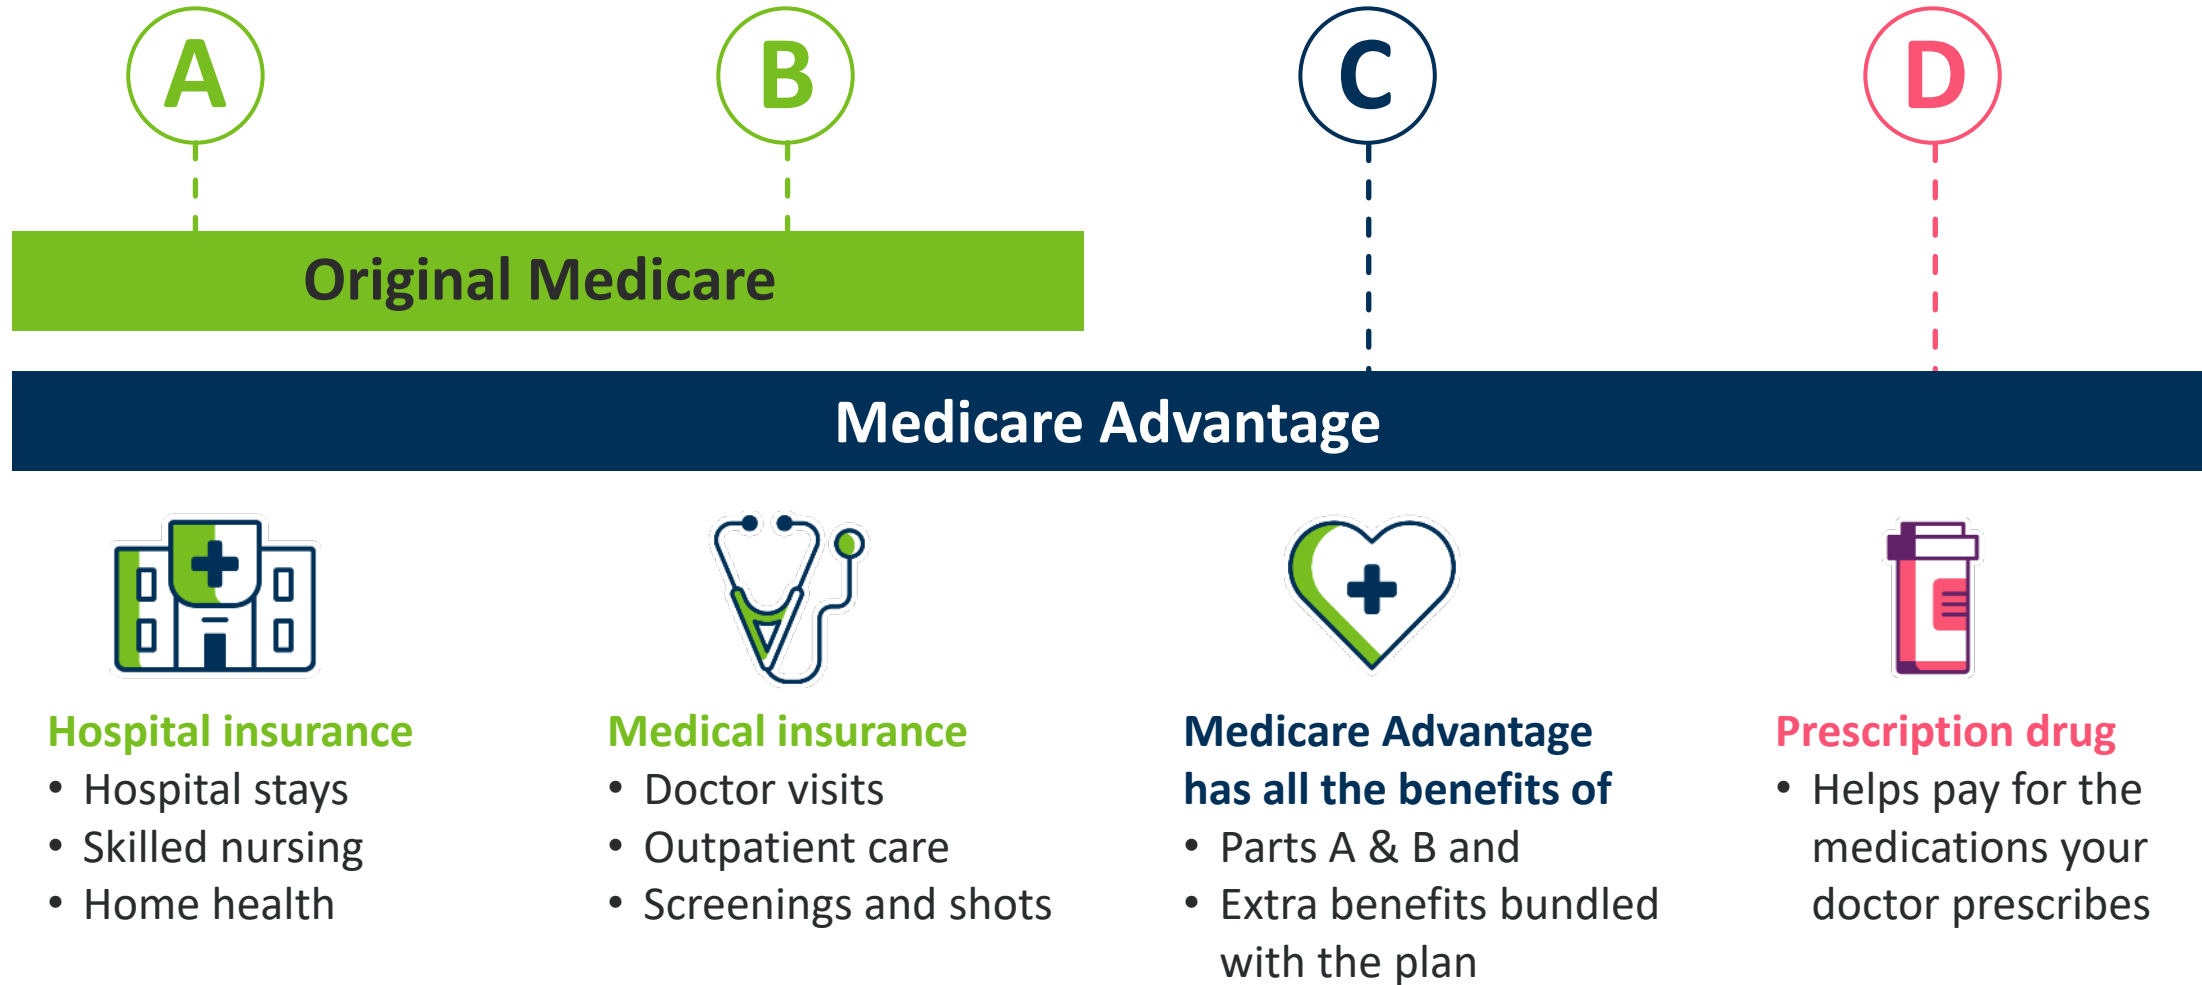 A
B
C
D
Original Medicare
Medicare Advantage
Hospital insurance
• Hospital stays
• Skilled nursing
• Home health
Medical insurance
• Doctor visits
• Outpatient care
• Screenings and shots
Medicare Advantage
has all the benefits of
• Parts A & B and
• Extra benefits bundled
with the plan
Prescription drug
• Helps pay for the
medications your
doctor prescribes